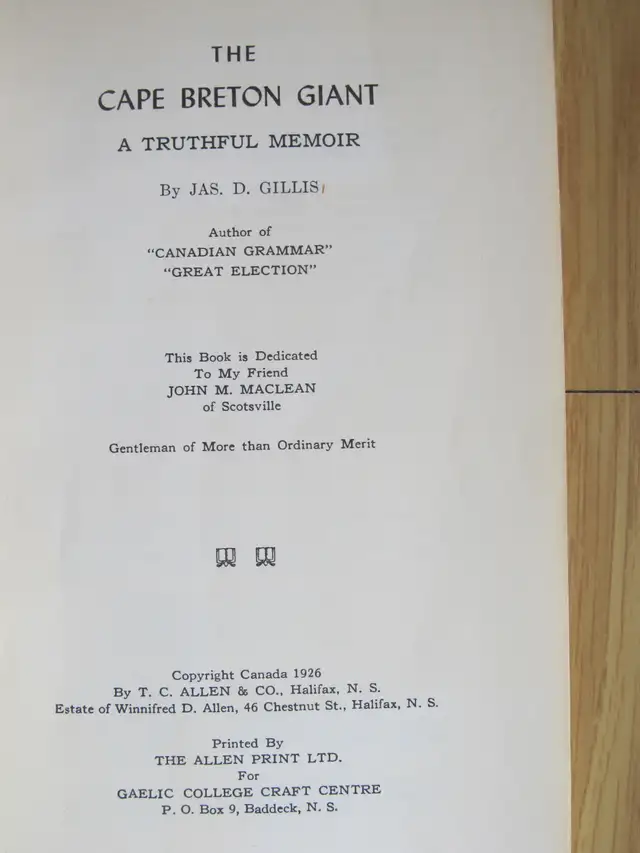 THE
CAPE BRETON GIANT
A TRUTHFUL MEMOIR
By JAS. D. GILLIS
Author of
"CANADIAN GRAMMAR"
"GREAT ELECTION"
This Book is Dedicated
To My Friend
JOHN M. MACLEAN
of Scotsville
Gentleman of More than Ordinary Merit
Copyright Canada 1926
By T. C. ALLEN & CO., Halifax, N. S.
Estate of Winnifred D. Allen, 46 Chestnut St., Halifax, N. S.
Printed By
THE ALLEN PRINT LTD.
For
GAELIC COLLEGE CRAFT CENTRE
P. O. Box 9, Baddeck, N. S.